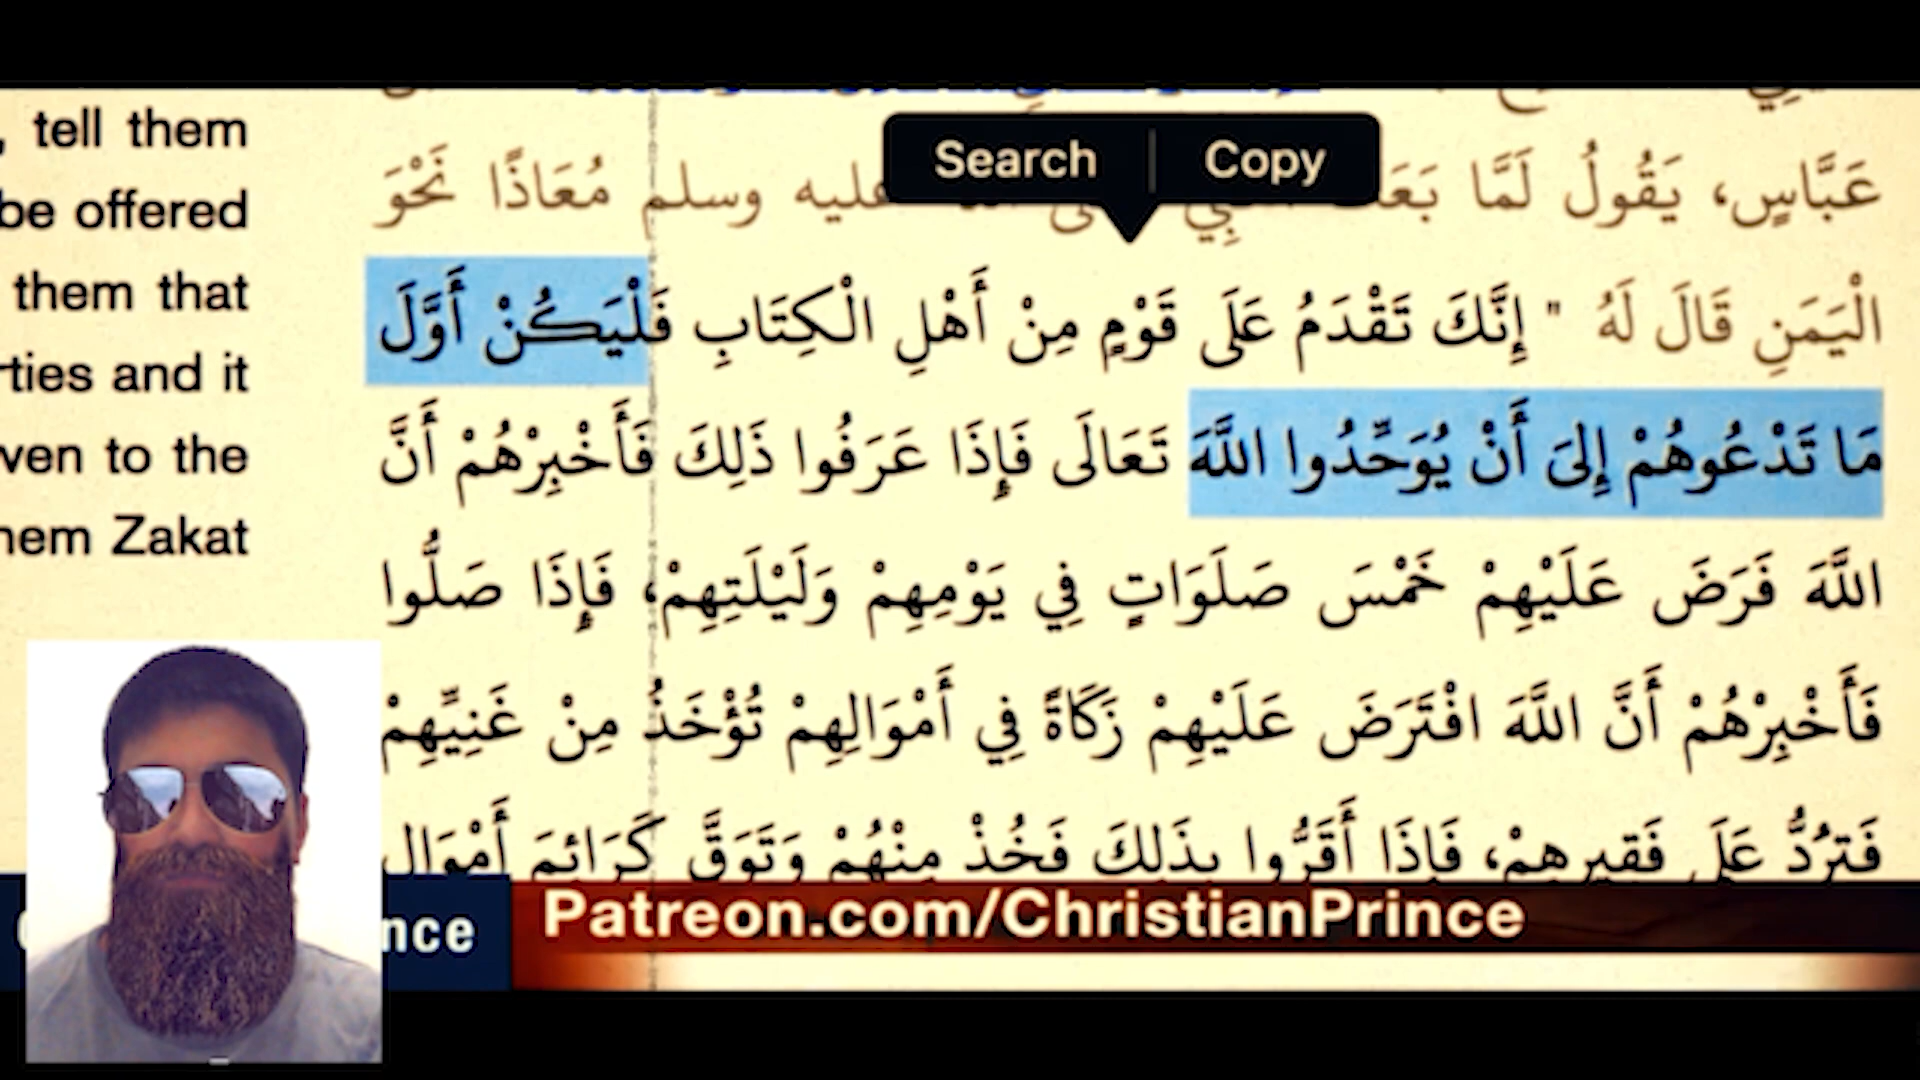 , tell them
be offered
them that
ties and it
ven to the
hem Zakat
Search | Copy
عَبَّاسٍ، يَقُولُ لَمَّا بَعَ عليه وسلم مُعَاذًا نَحْوَ
الْيَمَنِ قَالَ لَهُ " إِنَّكَ تَقْدَمُ عَلَى قَوْمٍ مِنْ أَهْلِ الْكِتَابِ فَلْيَكُنْ أَوَّلَ
مَا تَدْعُوهُمْ إِلَى أَنْ يُوَحِّدُوا اللَّهَ تَعَالَى فَإِذَا عَرَفُوا ذَلِكَ فَأَخْبِرْهُمْ أَنَّ
اللَّهَ فَرَضَ عَلَيْهِمْ خَمْسَ صَلَوَاتٍ فِي يَوْمِهِمْ وَلَيْلَتِهِمْ، فَإِذَا صَلُّوا
فَأَخْبِرْهُمْ أَنَّ اللَّهَ افْتَرَضَ عَلَيْهِمْ زَكَاةً فِي أَمْوَالِهِمْ تُؤْخَذُ مِنْ غَنِيِّهِمْ
فَتُرَدُّ عَلَى فَقِيرِهِمْ، فَإِذَا أَقَرُّوا بِذَلِكَ فَخُذْ مِنْهُمْ وَتَوَقَّ كَرَائِمَ أَمْوَالِ
nce
Patreon.com/ChristianPrince